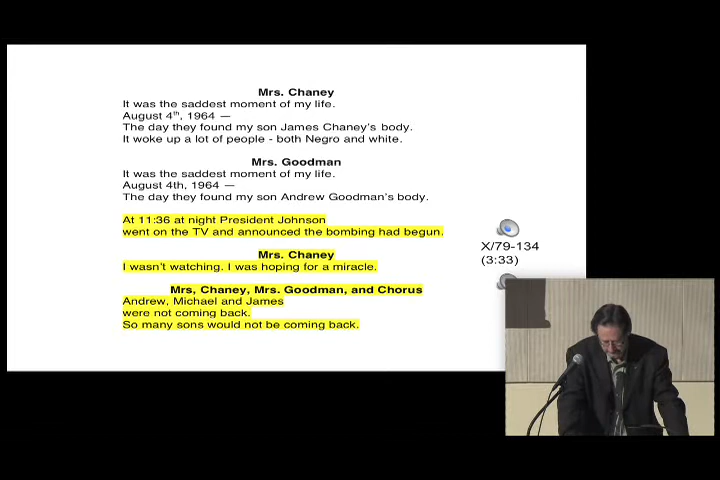 Mrs. Chaney
It was the saddest moment of my life.
August 4th, 1964 —
The day they found my son James Chaney's body.
It woke up a lot of people - both Negro and white.
Mrs. Goodman
It was the saddest moment of my life.
August 4th, 1964 —
The day they found my son Andrew Goodman's body.
At 11:36 at night President Johnson
went on the TV and announced the bombing had begun.
Mrs. Chaney
I wasn't watching. I was hoping for a miracle.
Mrs, Chaney, Mrs. Goodman, and Chorus
Andrew, Michael and James
were not coming back.
So many sons would not be coming back.
X/79-134
(3:33)